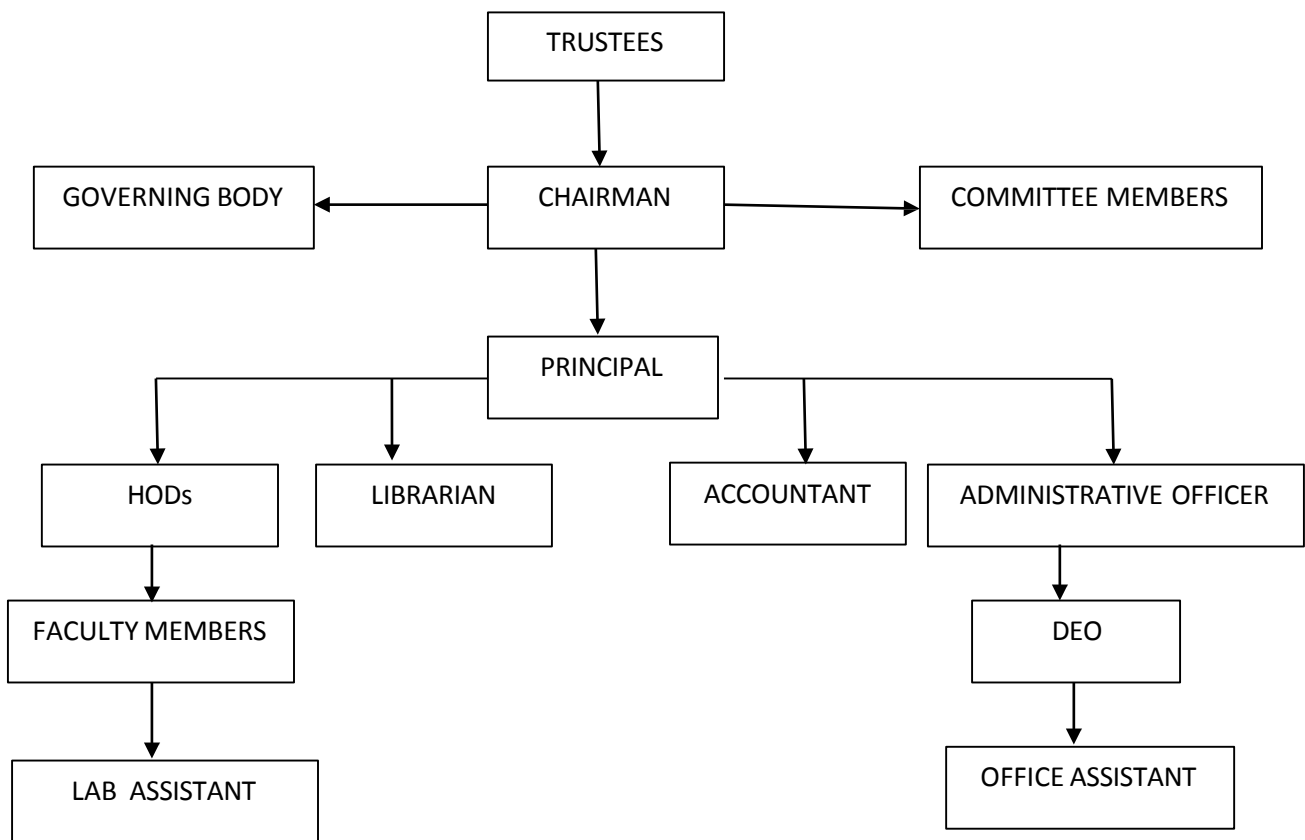 TRUSTEES
GOVERNING BODY
CHAIRMAN
COMMITTEE MEMBERS
PRINCIPAL
HODs
LIBRARIAN
ACCOUNTANT
ADMINISTRATIVE OFFICER
FACULTY MEMBERS
DEO
LAB ASSISTANT
OFFICE ASSISTANT